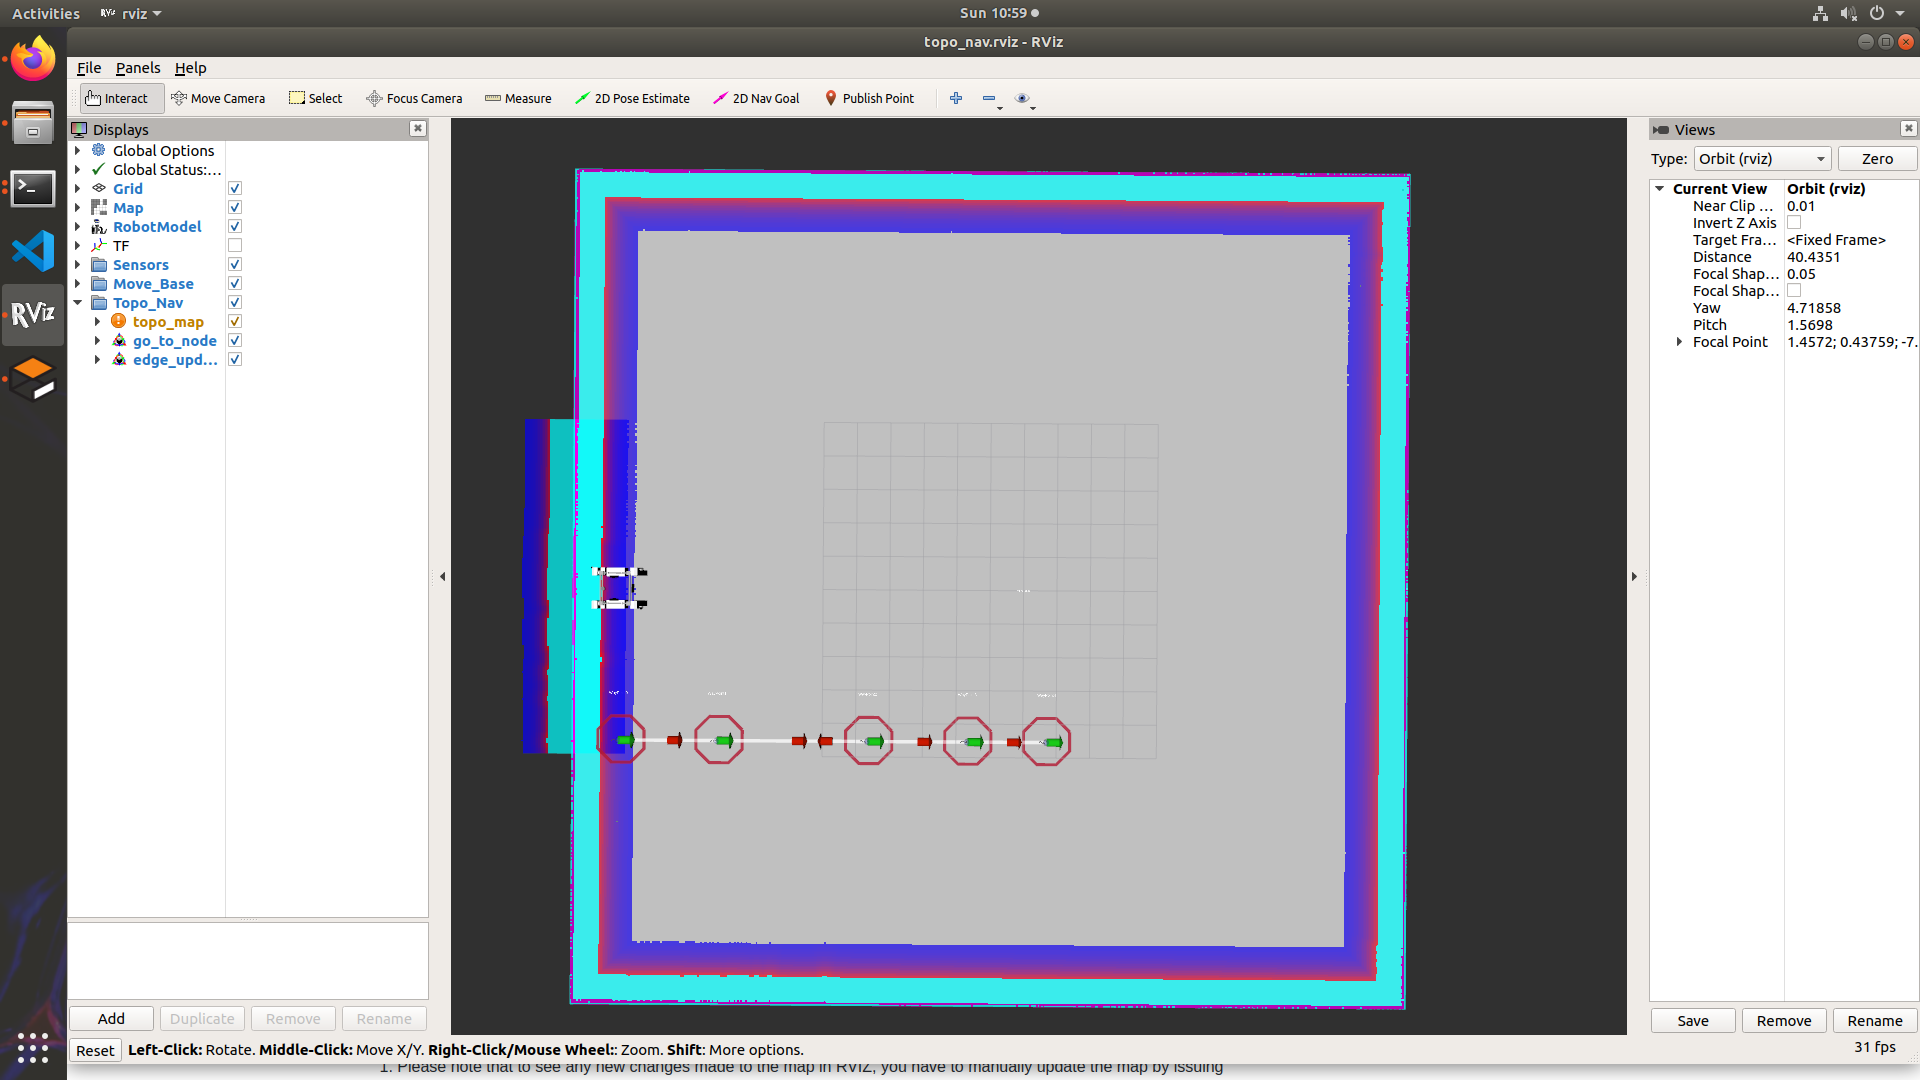 Activities
RViz rviz
Sun 10:59
topo_nav.rviz - RViz
File Panels Help
Interact Move Camera Select Focus Camera Measure 2D Pose Estimate 2D Nav Goal Publish Point
Displays
Global Options
Global Status:...
Grid
Map
RobotModel
TF
Sensors
Move_Base
Topo_Nav
topo_map
go_to_node
edge_upd...
Add Duplicate Remove Rename
Views
Type: Orbit (rviz) Zero
Current View Orbit (rviz)
Near Clip ... 0.01
Invert Z Axis
Target Fra... <Fixed Frame>
Distance 40.4351
Focal Shap... 0.05
Focal Shap...
Yaw 4.71858
Pitch 1.5698
Focal Point 1.4572; 0.43759; -7.
Save Remove Rename
RViz
Reset Left-Click: Rotate. Middle-Click: Move X/Y. Right-Click/Mouse Wheel:: Zoom. Shift: More options.
31 fps
1. Please note that to see any new changes made to the map in RVIZ, you have to manually update the map by issuing